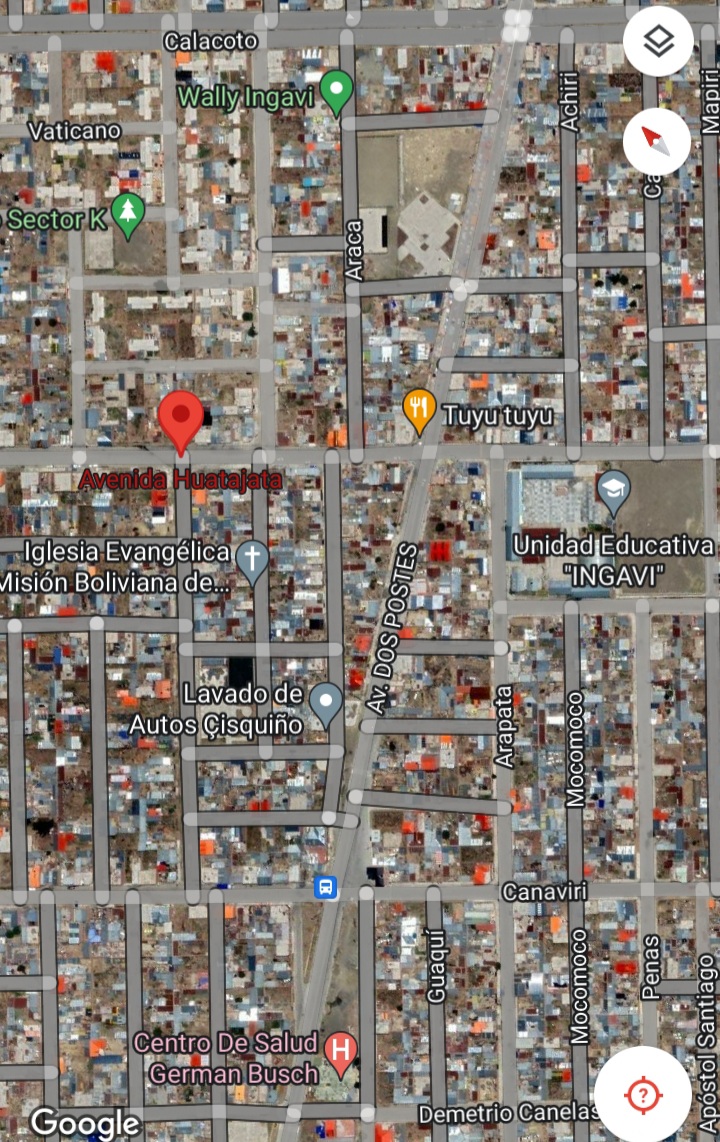 Calacoto
Wally Ingavi
Achiri
Mapiri
Vaticano
Sector K
Araca
Tuyu tuyu
Avenida Huatajata
Iglesia Evangélica
Misión Boliviana de...
Unidad Educativa
"INGAVI"
Av. DOS POSTES
Lavado de
Autos Çisquiño
Arapata
Mocomoco
Canaviri
Guaquí
Mocomoco
Penas
Apóstol Santiago
Centro De Salud
German Busch
Demetrio Canelas
Google
?